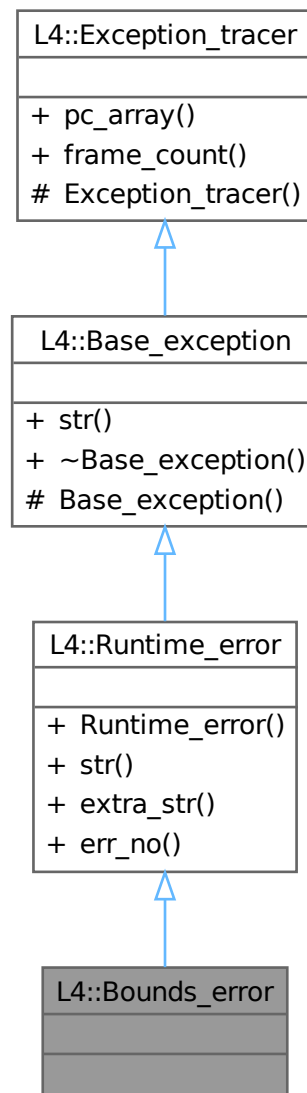 L4::Exception_tracer
+ pc_array()
+ frame_count()
# Exception_tracer()
L4::Base_exception
+ str()
+ ~Base_exception()
# Base_exception()
L4::Runtime_error
+ Runtime_error()
+ str()
+ extra_str()
+ err_no()
L4::Bounds_error